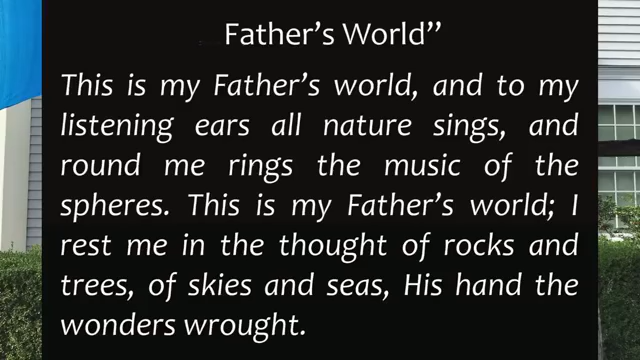 Father’s World”
This is my Father’s world, and to my
listening ears all nature sings, and
round me rings the music of the
spheres. This is my Father’s world; I
rest me in the thought of rocks and
trees, of skies and seas, His hand the
wonders wrought.